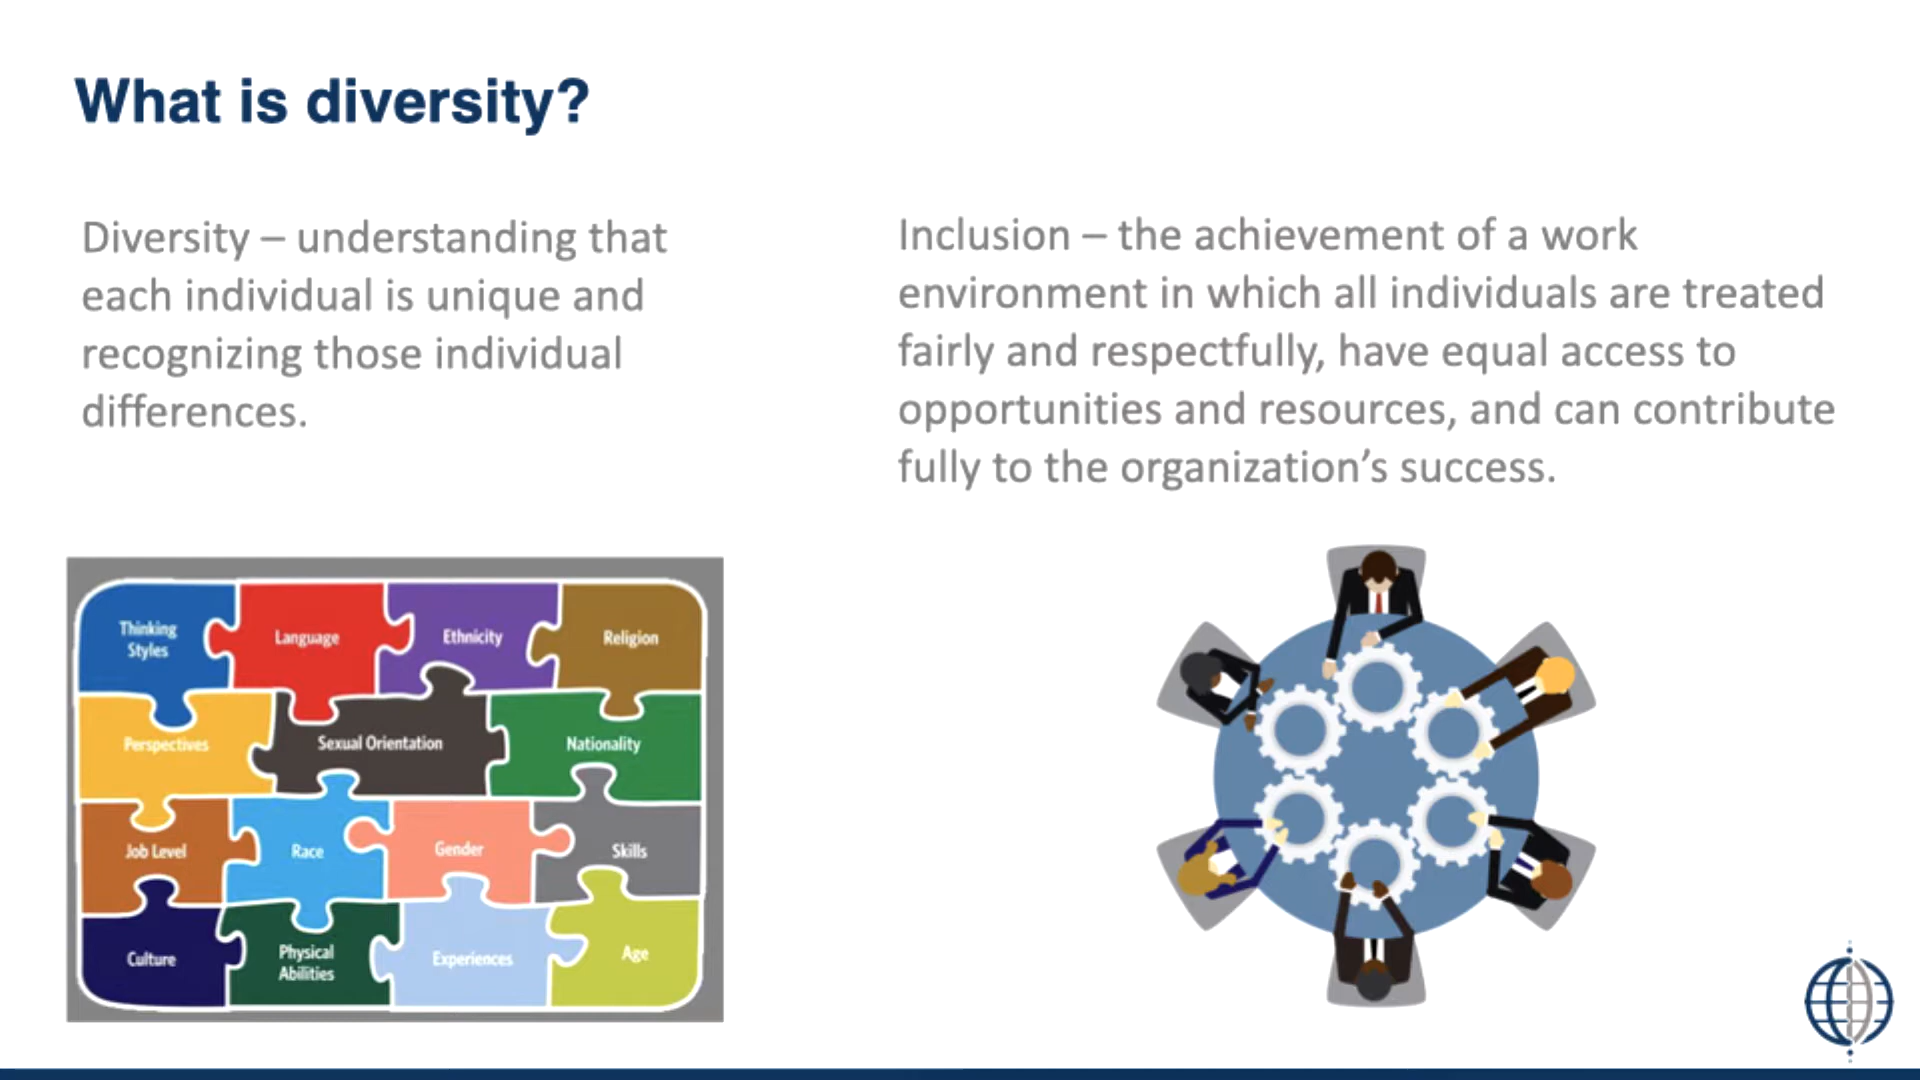 What is diversity?
Diversity – understanding that
each individual is unique and
recognizing those individual
differences.
Inclusion – the achievement of a work
environment in which all individuals are treated
fairly and respectfully, have equal access to
opportunities and resources, and can contribute
fully to the organization’s success.
Thinking
Styles
Language
Ethnicity
Religion
Perspectives
Sexual Orientation
Nationality
Job Level
Race
Gender
Skills
Culture
Physical
Abilities
Experiences
Age